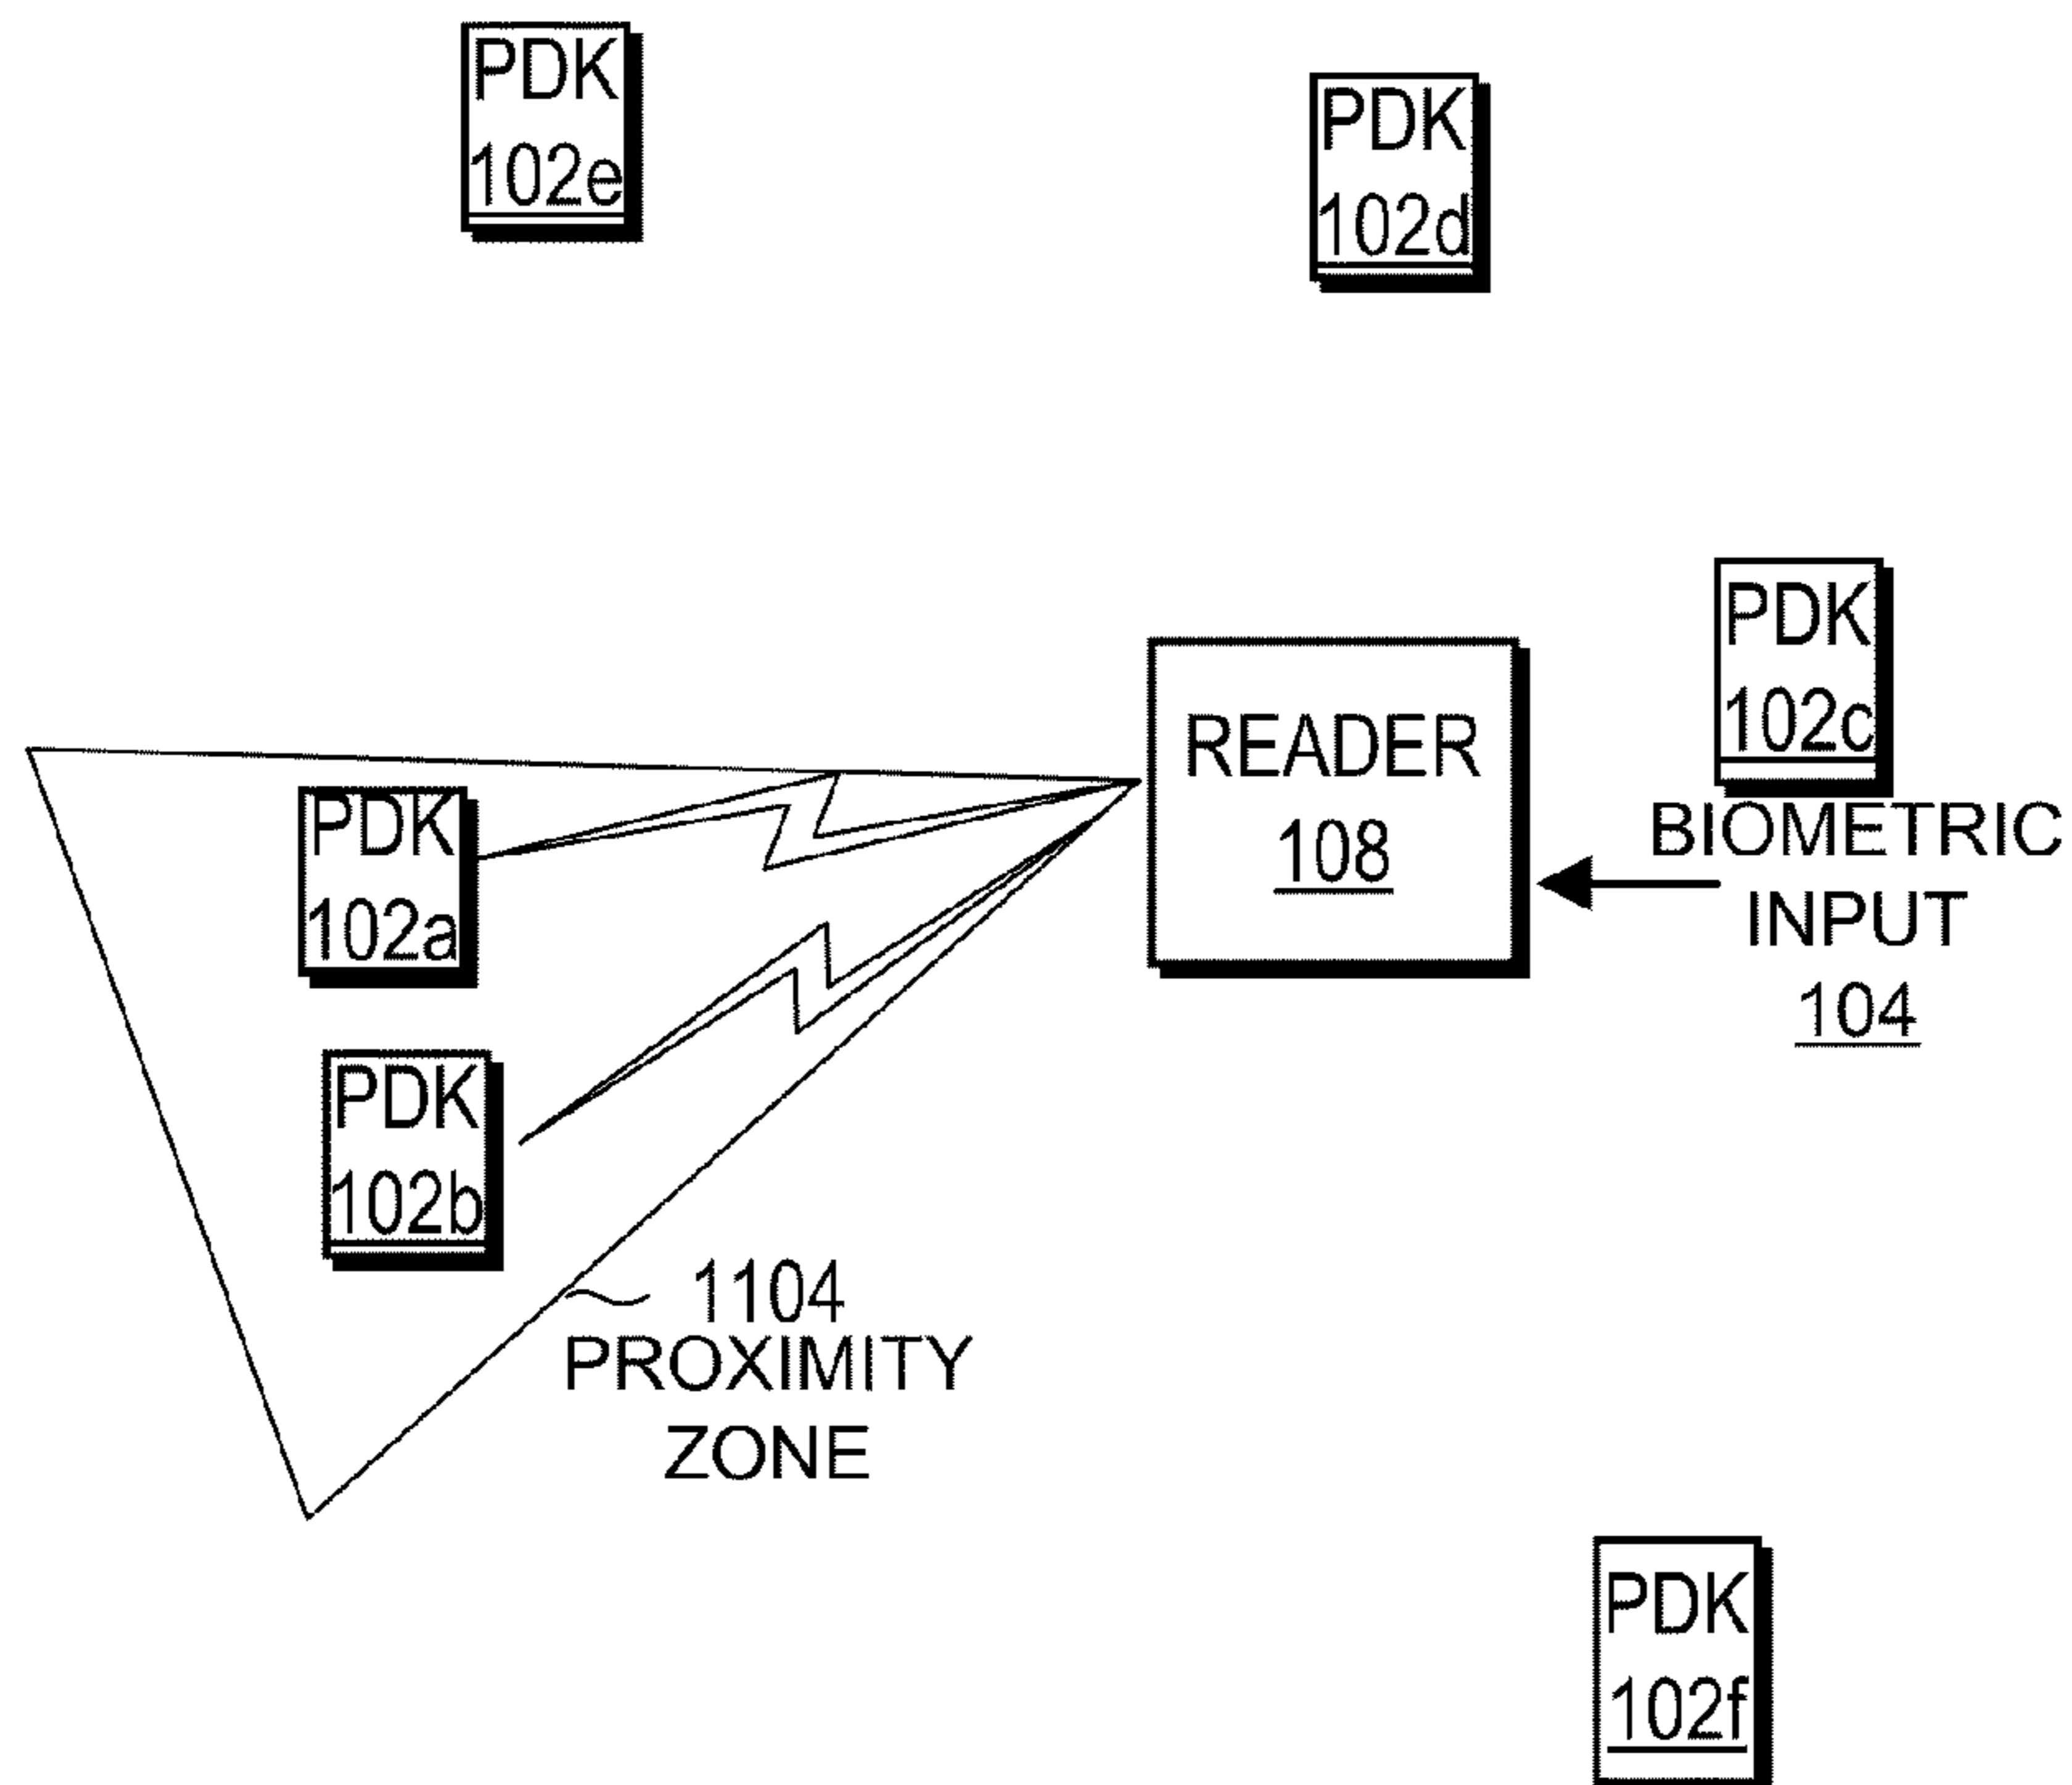 PDK
102e
PDK
102d
PDK
102c
READER
108
BIOMETRIC
INPUT
104
PDK
102a
PDK
102b
1104
PROXIMITY
ZONE
PDK
102f